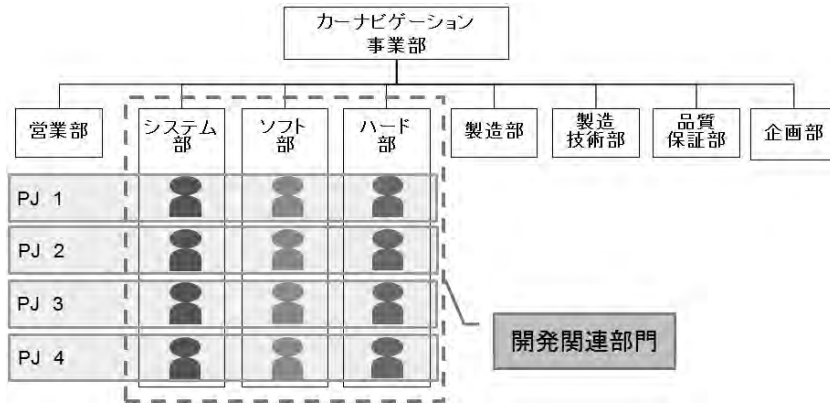 カーナビゲーション
事業部
営業部
システム
部
ソフト
部
ハード
部
製造部
製造
技術部
品質
保証部
企画部
PJ 1
PJ 2
PJ 3
PJ 4
開発関連部門